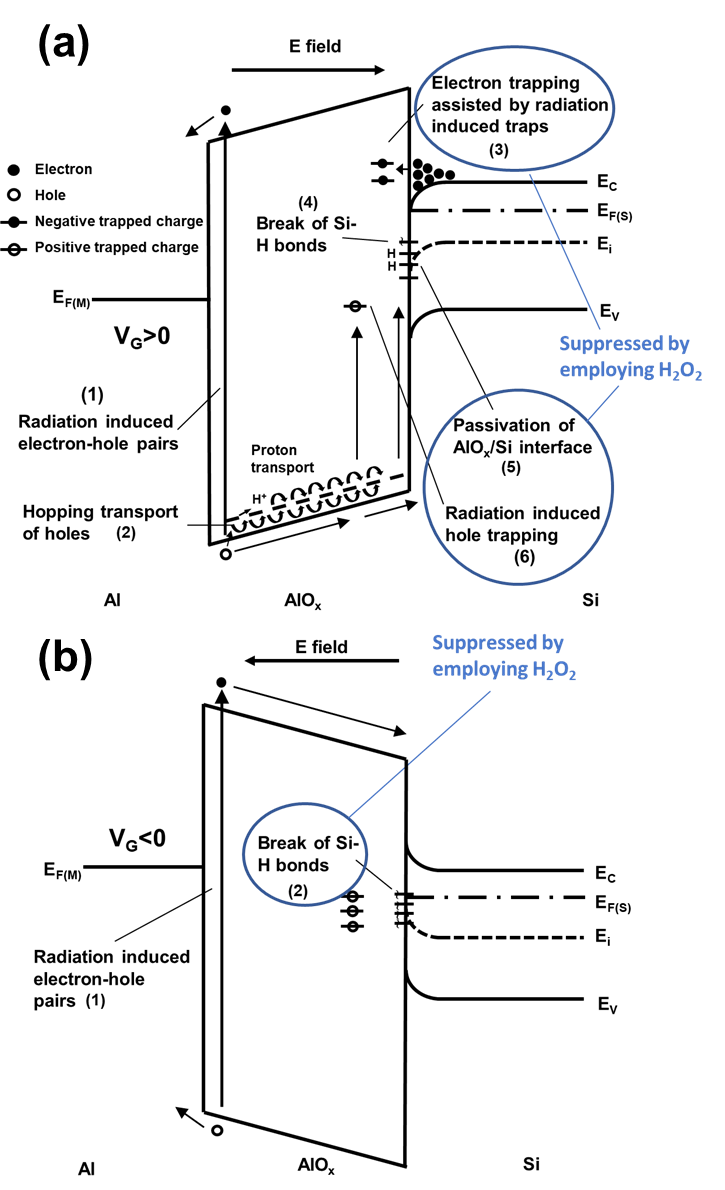 (a)
E field
Electron trapping
assisted by radiation
induced traps
(3)
Electron
Hole
Negative trapped charge
Positive trapped charge
(4)
Break of Si-
H bonds
H
H
E_C
E_F(S)
E_i
E_V
E_F(M)
V_G>0
Suppressed by
employing H₂O₂
(1)
Radiation induced
electron-hole pairs
Passivation of
AlOₓ/Si interface
(5)
Proton
transport
H⁺
Hopping transport
of holes (2)
Radiation induced
hole trapping
(6)
Al
AlOₓ
Si
(b)
E field
Suppressed by
employing H₂O₂
V_G<0
E_F(M)
Break of Si-
H bonds
(2)
E_C
E_F(S)
E_i
E_V
Radiation induced
electron-hole
pairs (1)
Al
AlOₓ
Si